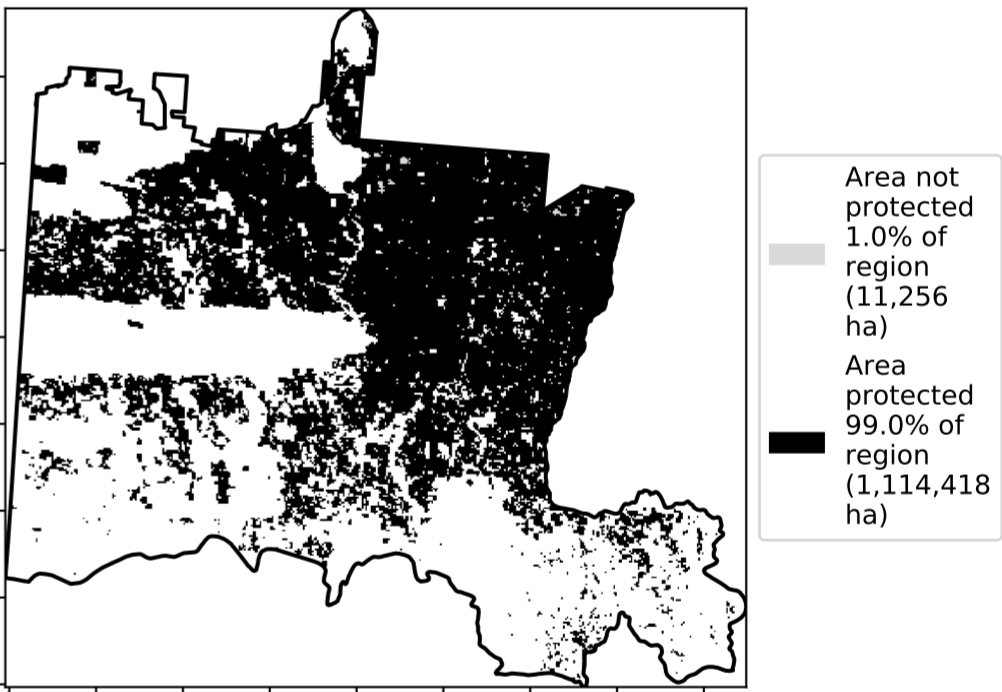 Area not
protected
1.0% of
region
(11,256
ha)
Area
protected
99.0% of
region
(1,114,418
ha)